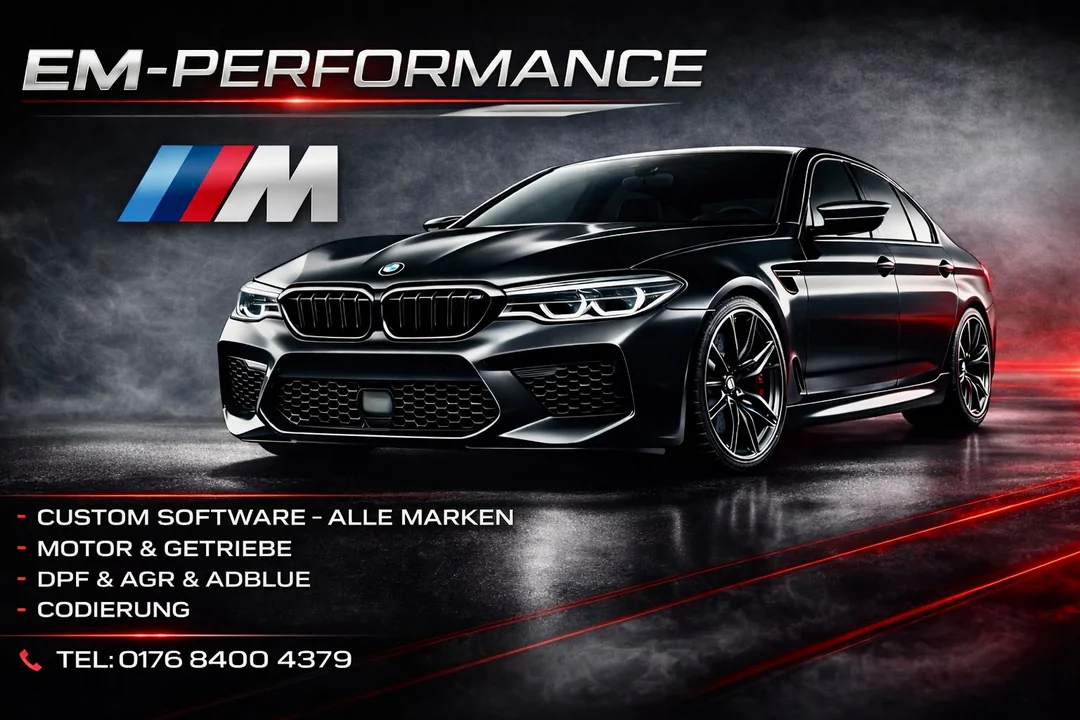 EM-PERFORMANCE
M
- CUSTOM SOFTWARE - ALLE MARKEN
- MOTOR & GETRIEBE
- DPF & AGR & ADBLUE
- CODIERUNG
TEL: 0176 8400 4379